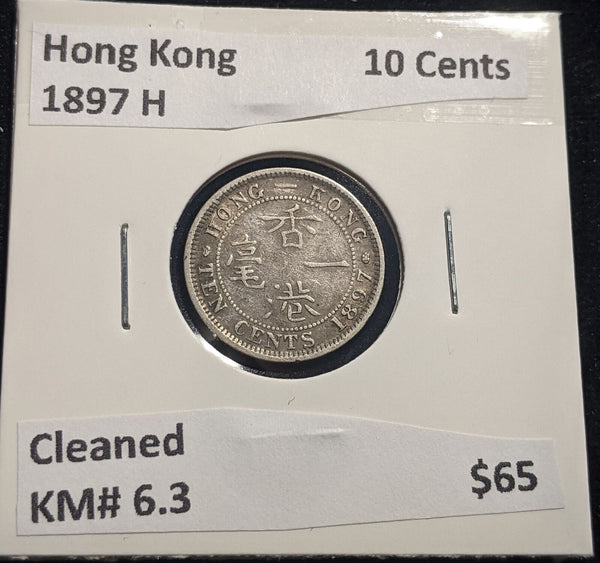 Hong Kong 10 Cents
1897 H
HONG KONG
香
毫 一
港
TEN CENTS 1897
Cleaned
KM# 6.3 $65